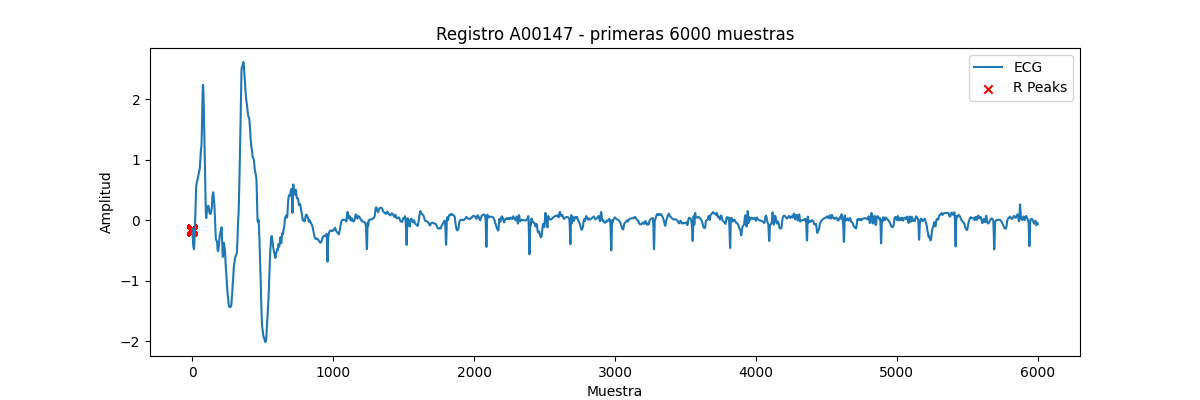 Registro A00147 - primeras 6000 muestras
ECG
R Peaks
Amplitud
2
1
0
−1
−2
0 1000 2000 3000 4000 5000 6000
Muestra